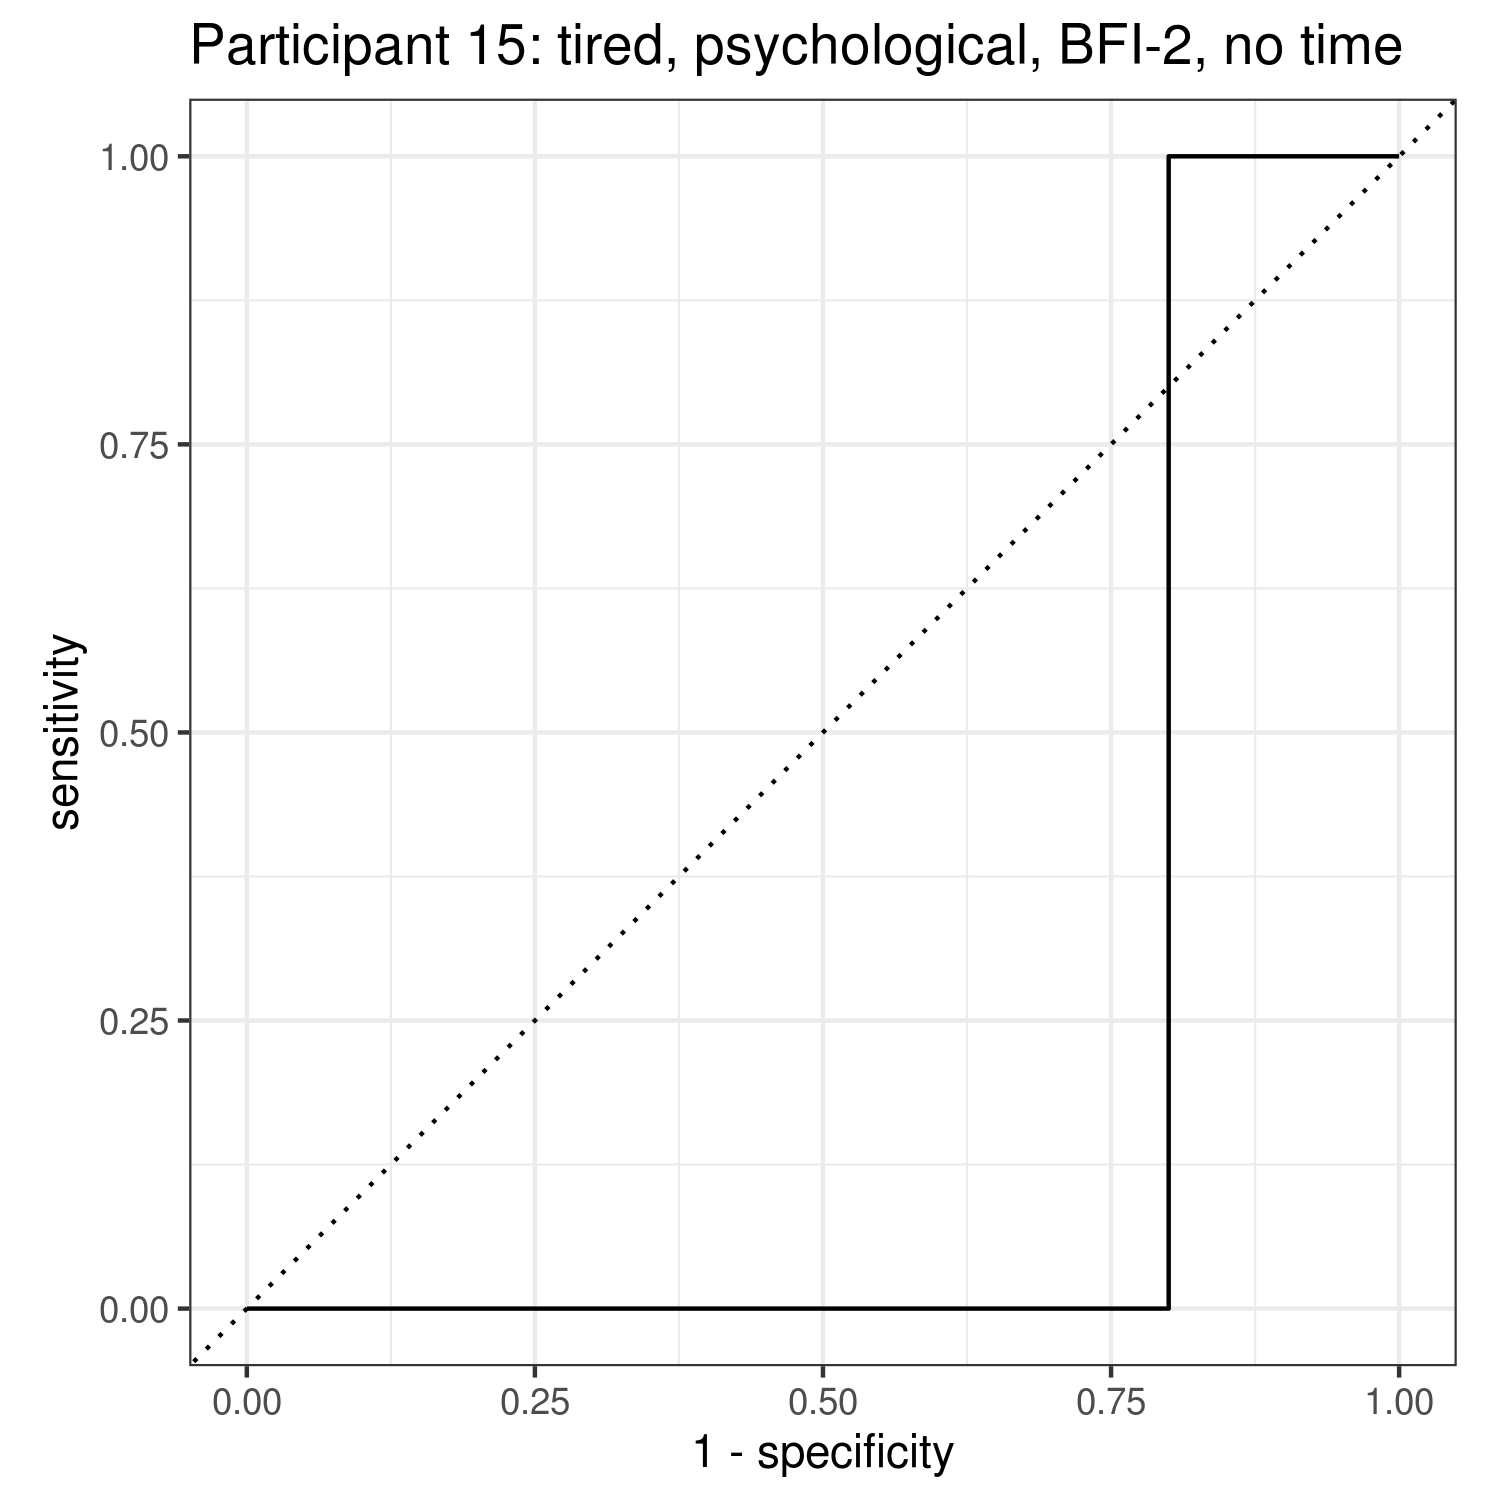 Participant 15: tired, psychological, BFI-2, no time
1.00
0.75
0.50
0.25
0.00
sensitivity
0.00 0.25 0.50 0.75 1.00
1 - specificity